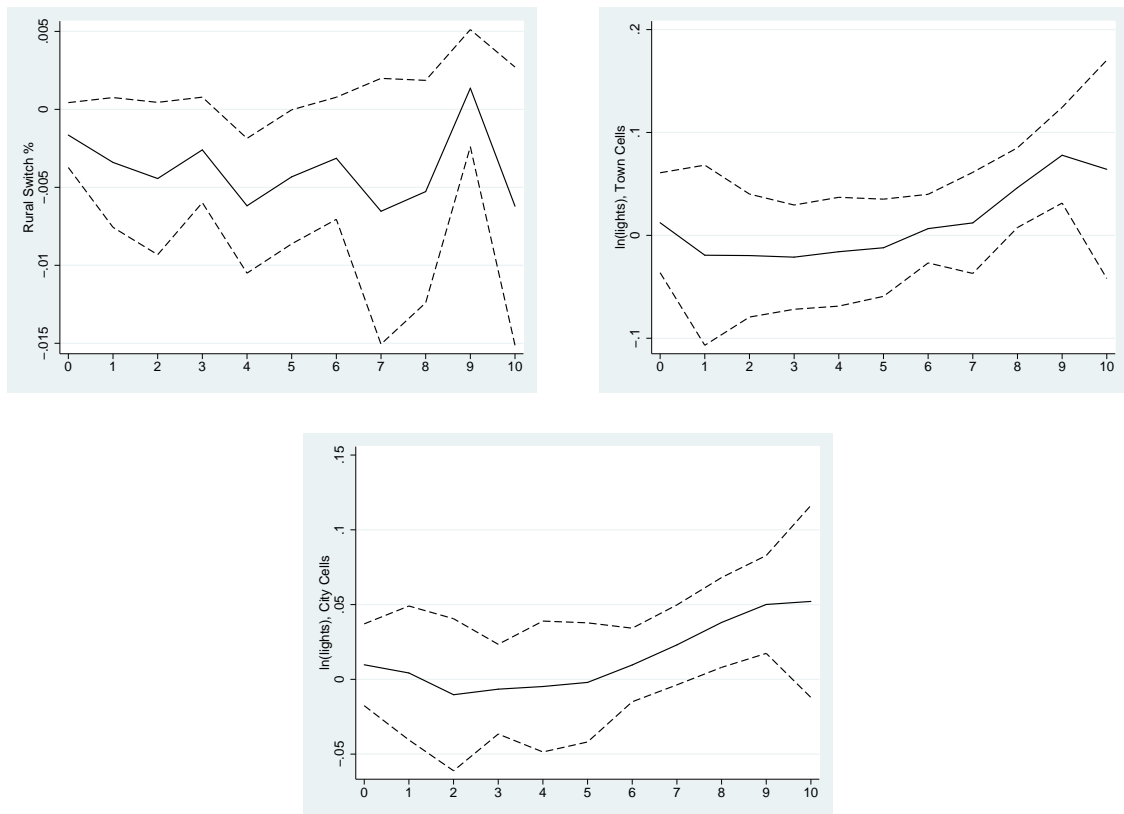 Rural Switch %
.005
0
-.005
-.01
-.015
0 1 2 3 4 5 6 7 8 9 10
ln(lights), Town Cells
.2
.1
0
-.1
0 1 2 3 4 5 6 7 8 9 10
ln(lights), City Cells
.15
.1
.05
0
-.05
0 1 2 3 4 5 6 7 8 9 10